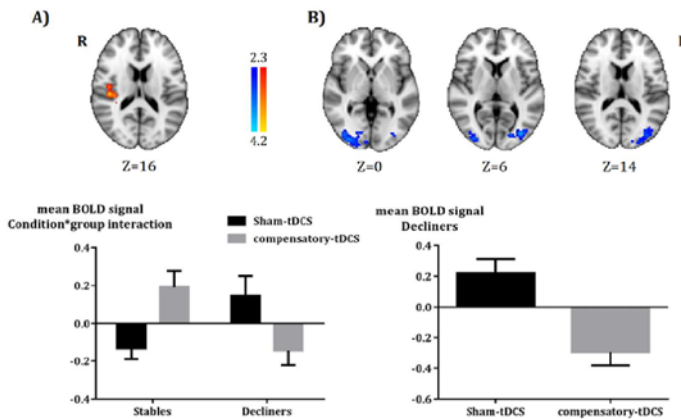 A)
B)
R
2.3
4.2
Z=16
Z=0
Z=6
Z=14
mean BOLD signal
Condition*group interaction
Sham-tDCS
compensatory-tDCS
0.4
0.2
0.0
-0.2
-0.4
Stables
Decliners
mean BOLD signal
Decliners
0.4
0.2
0.0
-0.2
-0.4
-0.6
Sham-tDCS
compensatory-tDCS